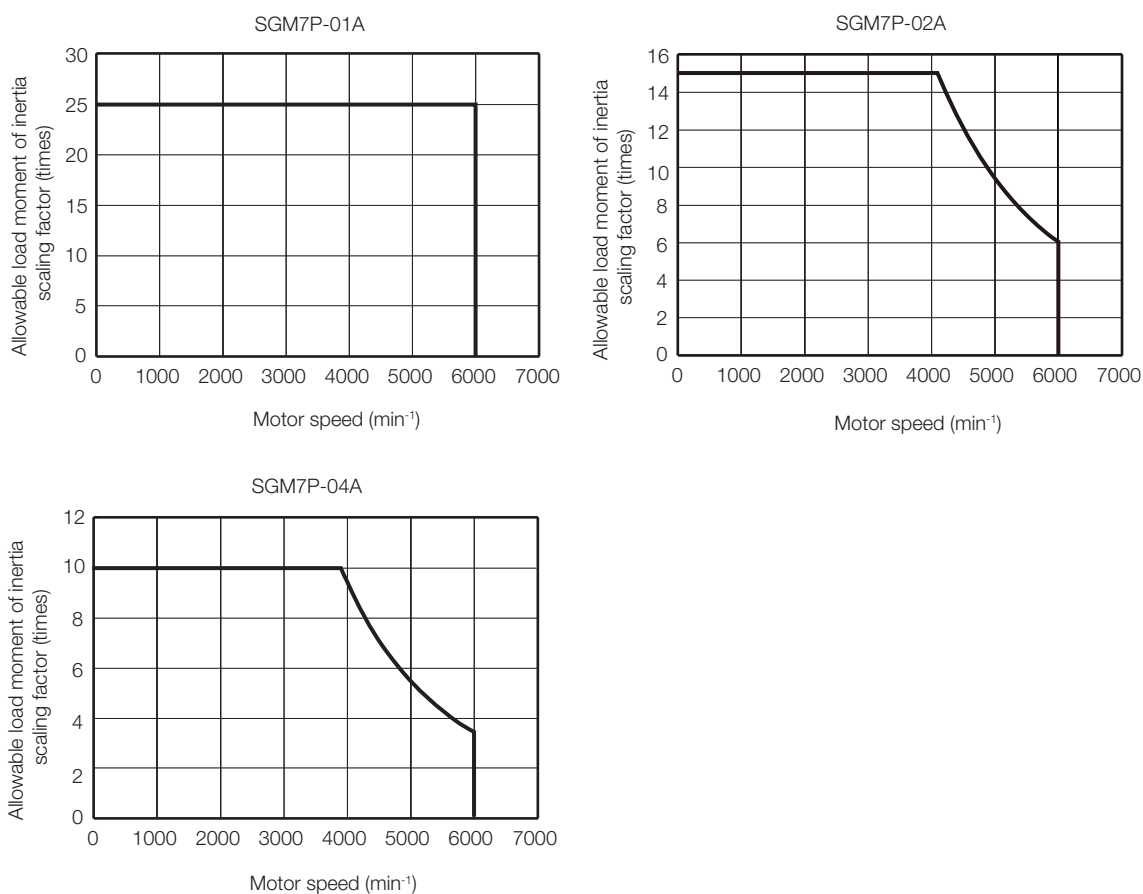 SGM7P-01A
Allowable load moment of inertia
scaling factor (times)
30
25
20
15
10
5
0
0 1000 2000 3000 4000 5000 6000 7000
Motor speed (min⁻¹)
SGM7P-02A
Allowable load moment of inertia
scaling factor (times)
16
14
12
10
8
6
4
2
0
0 1000 2000 3000 4000 5000 6000 7000
Motor speed (min⁻¹)
SGM7P-04A
Allowable load moment of inertia
scaling factor (times)
12
10
8
6
4
2
0
0 1000 2000 3000 4000 5000 6000 7000
Motor speed (min⁻¹)